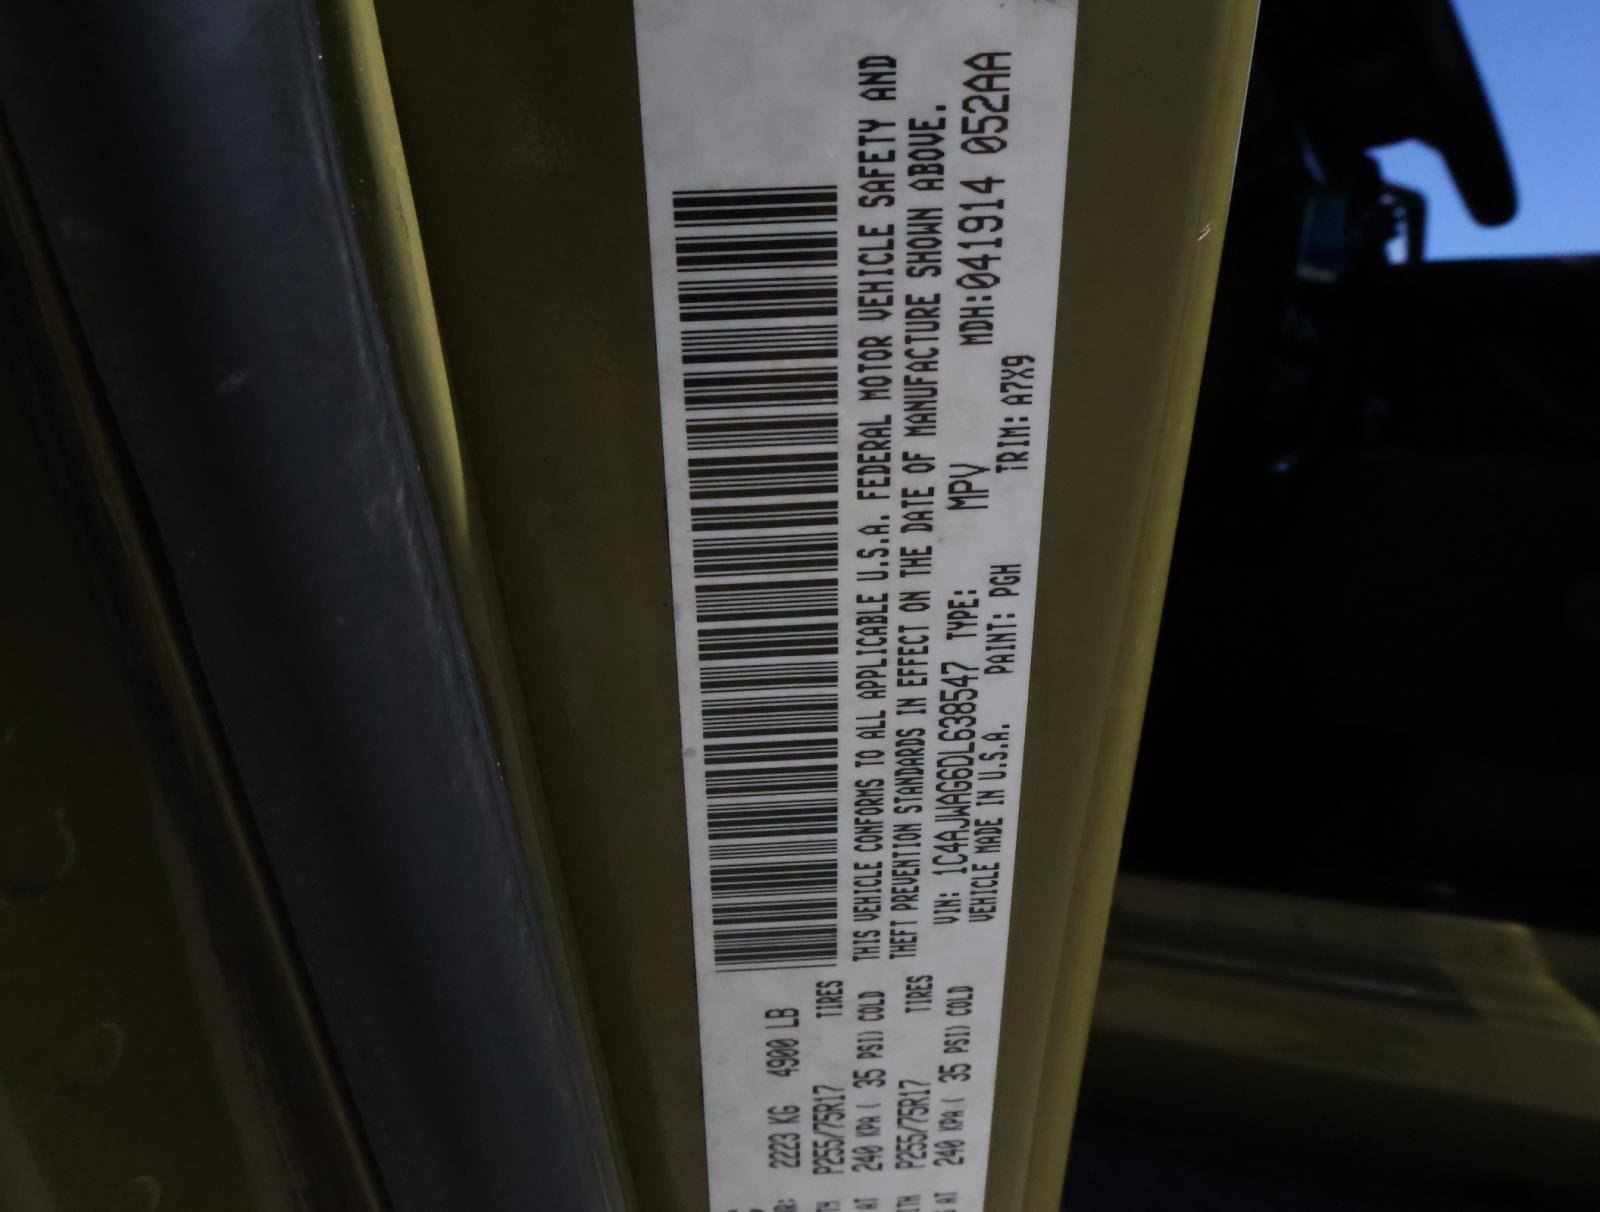 2223 KG 4900 LB
P255/75R17 TIRES
240 KPA ( 35 PSI) COLD
P255/75R17 TIRES
240 KPA ( 35 PSI) COLD
THIS VEHICLE CONFORMS TO ALL APPLICABLE U.S.A. FEDERAL MOTOR VEHICLE SAFETY AND
THEFT PREVENTION STANDARDS IN EFFECT ON THE DATE OF MANUFACTURE SHOWN ABOVE.
VIN: 1C4AJWAG6DL638547 TYPE: MPV MDH:041914 052AA
VEHICLE MADE IN U.S.A. PAINT: PGH TRIM: A7X9